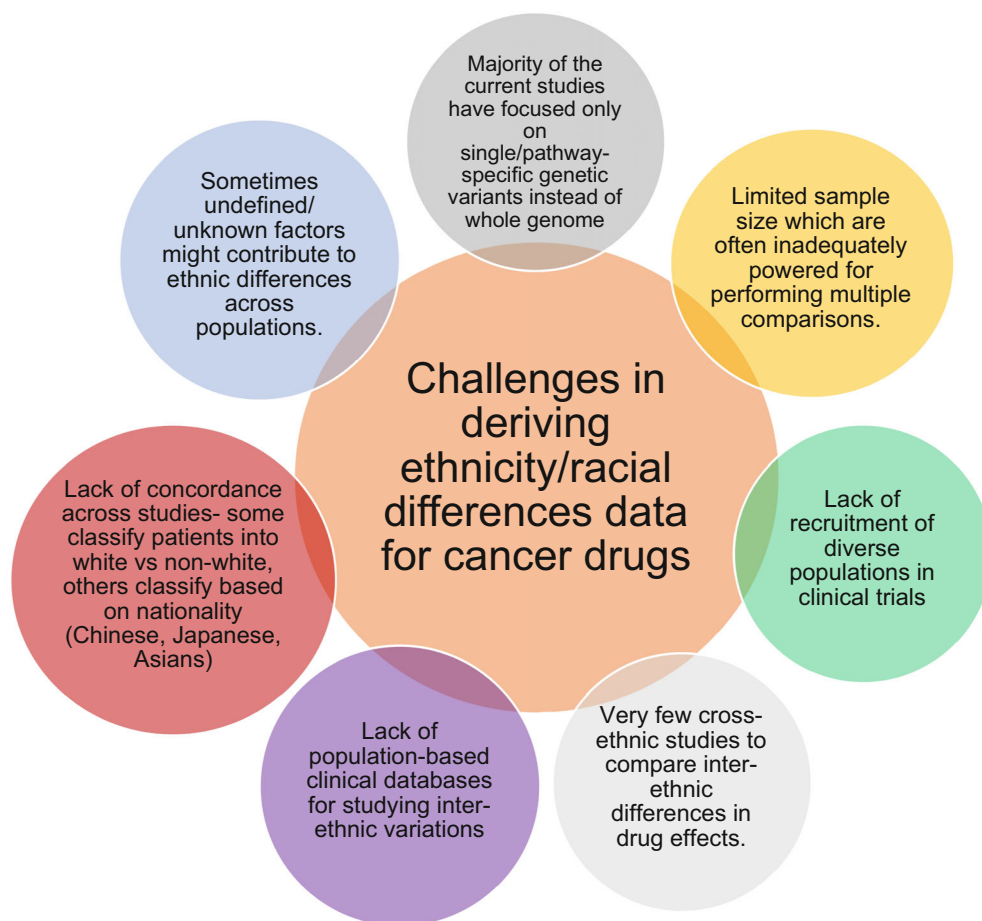 Majority of the
current studies
have focused only
on
single/pathway-
specific genetic
variants instead of
whole genome
Limited sample
size which are
often inadequately
powered for
performing multiple
comparisons.
Lack of
recruitment of
diverse
populations in
clinical trials
Very few cross-
ethnic studies to
compare inter-
ethnic
differences in
drug effects.
Lack of
population-based
clinical databases
for studying inter-
ethnic variations
Lack of concordance
across studies- some
classify patients into
white vs non-white,
others classify based
on nationality
(Chinese, Japanese,
Asians)
Sometimes
undefined/
unknown factors
might contribute to
ethnic differences
across
populations.
Challenges in
deriving
ethnicity/racial
differences data
for cancer drugs